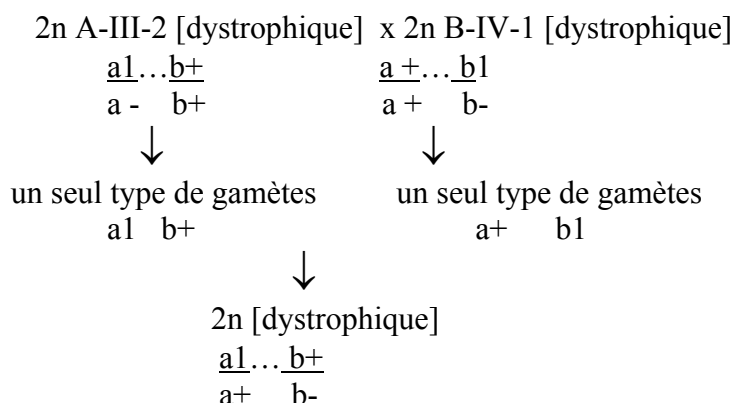 2n A-III-2 [dystrophique] x 2n B-IV-1 [dystrophique]
a1…b+ a +… b1
a - b+ a + b-
↓ ↓
un seul type de gamètes un seul type de gamètes
a1 b+ a+ b1
↓
2n [dystrophique]
a1… b+
a+ b-